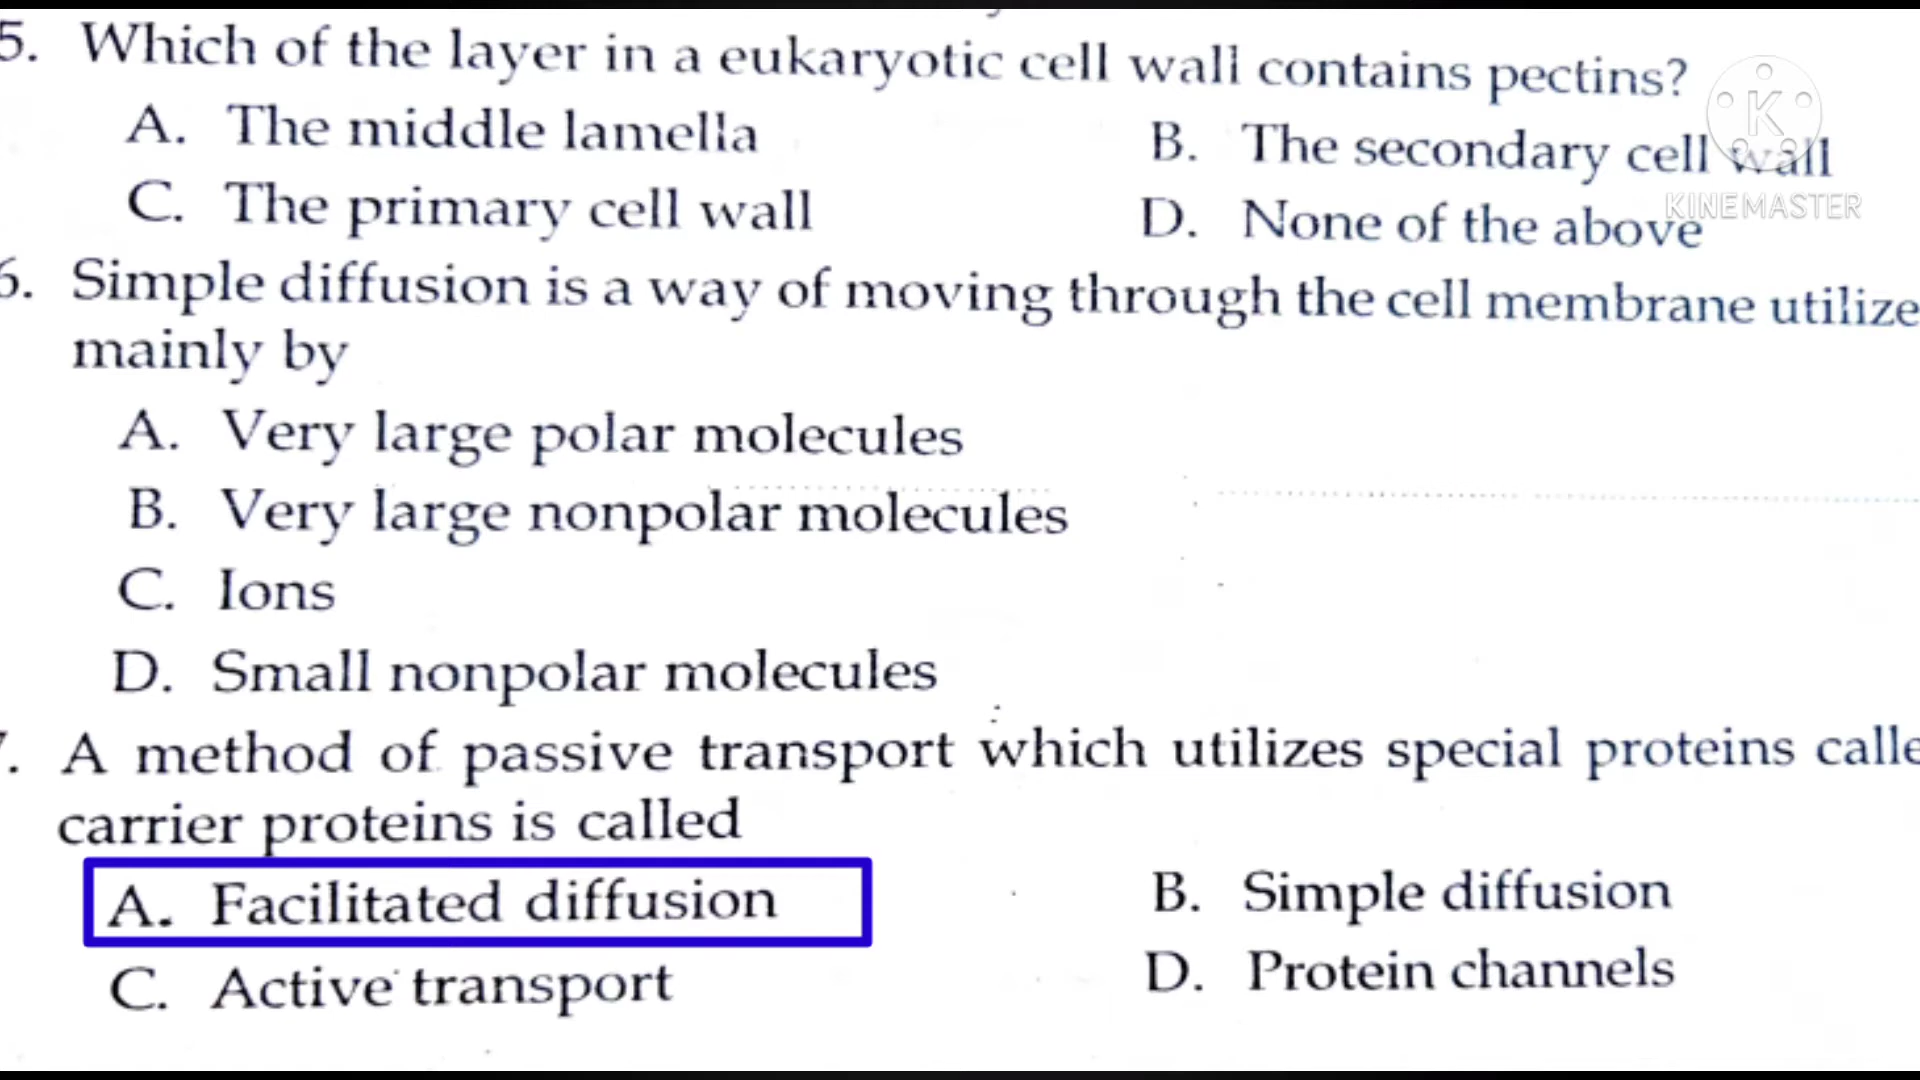 5. Which of the layer in a eukaryotic cell wall contains pectins?
A. The middle lamella
B. The secondary cell wall
C. The primary cell wall
D. None of the above
KINEMASTER
6. Simple diffusion is a way of moving through the cell membrane utilize
mainly by
A. Very large polar molecules
B. Very large nonpolar molecules
C. Ions
D. Small nonpolar molecules
. A method of passive transport which utilizes special proteins calle
carrier proteins is called
A. Facilitated diffusion
B. Simple diffusion
C. Active transport
D. Protein channels